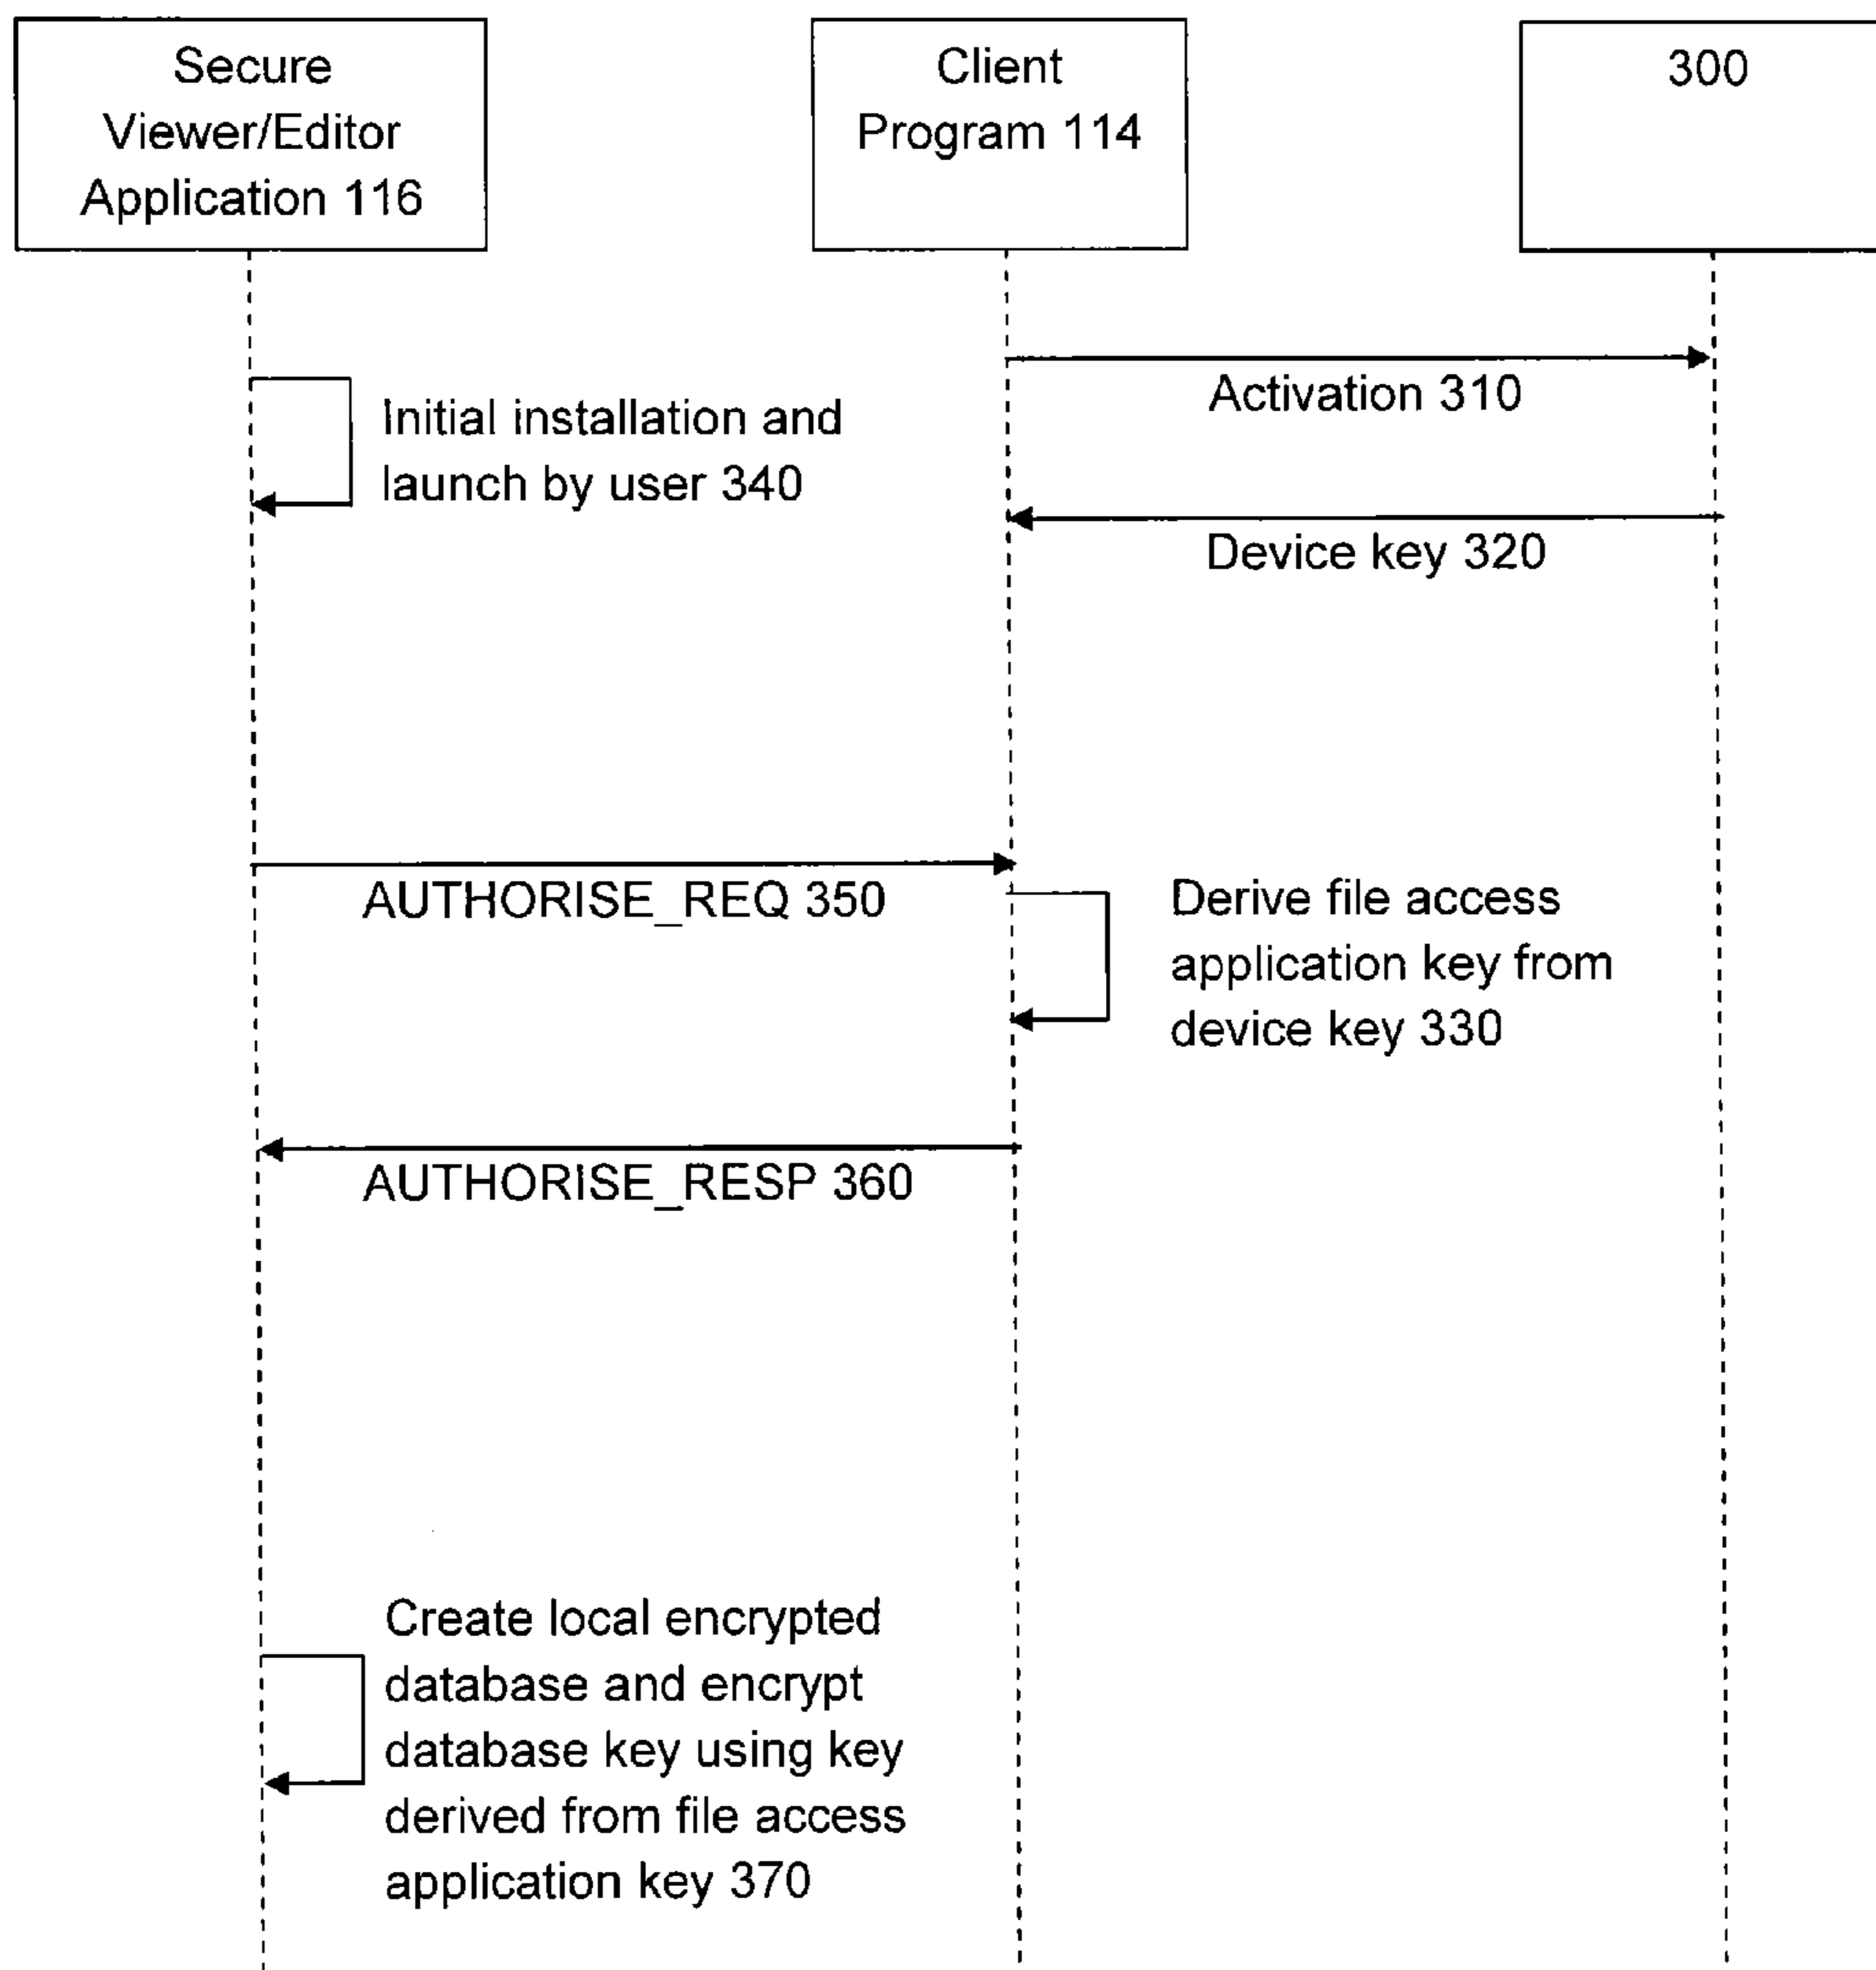 Secure
Viewer/Editor
Application 116
Client
Program 114
300
Activation 310
Initial installation and
launch by user 340
Device key 320
AUTHORISE_REQ 350
Derive file access
application key from
device key 330
AUTHORISE_RESP 360
Create local encrypted
database and encrypt
database key using key
derived from file access
application key 370